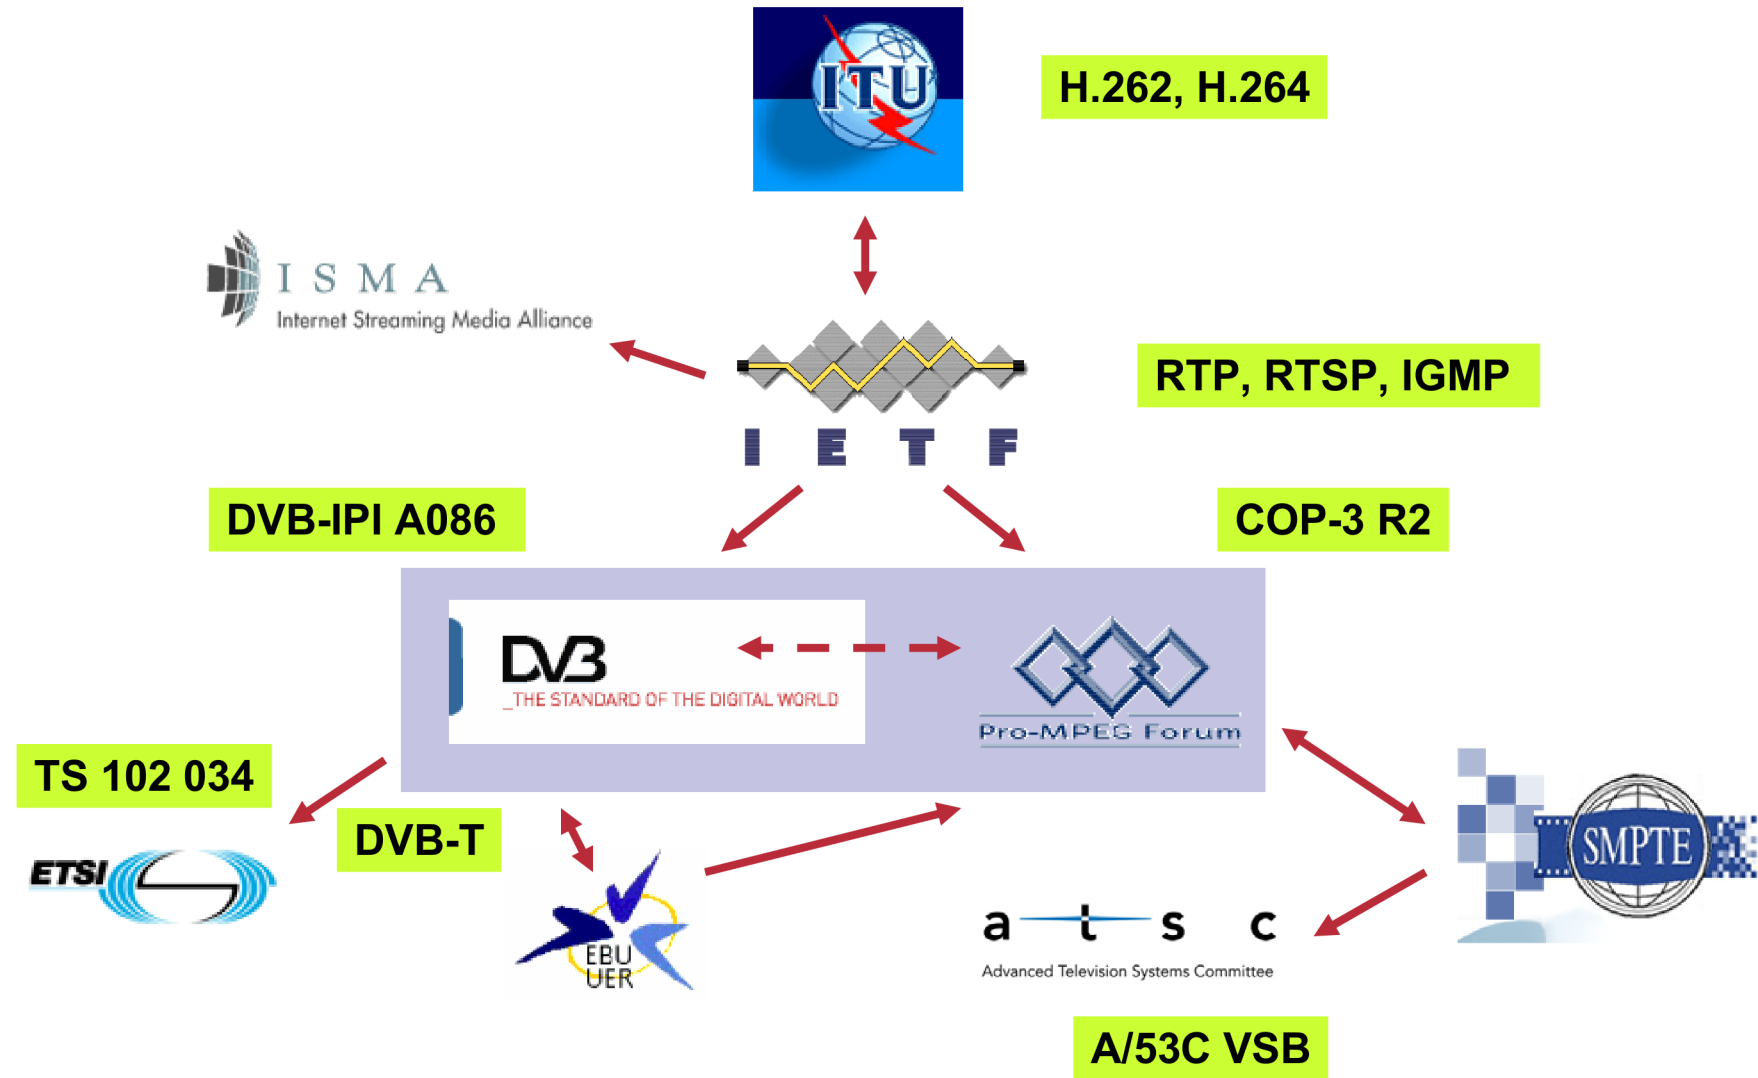 ITU
H.262, H.264
ISMA
Internet Streaming Media Alliance
RTP, RTSP, IGMP
I E T F
DVB-IPI A086
COP-3 R2
DVB
_THE STANDARD OF THE DIGITAL WORLD
Pro-MPEG Forum
TS 102 034
DVB-T
ETSI
SMPTE
EBU
UER
atsc
Advanced Television Systems Committee
A/53C VSB